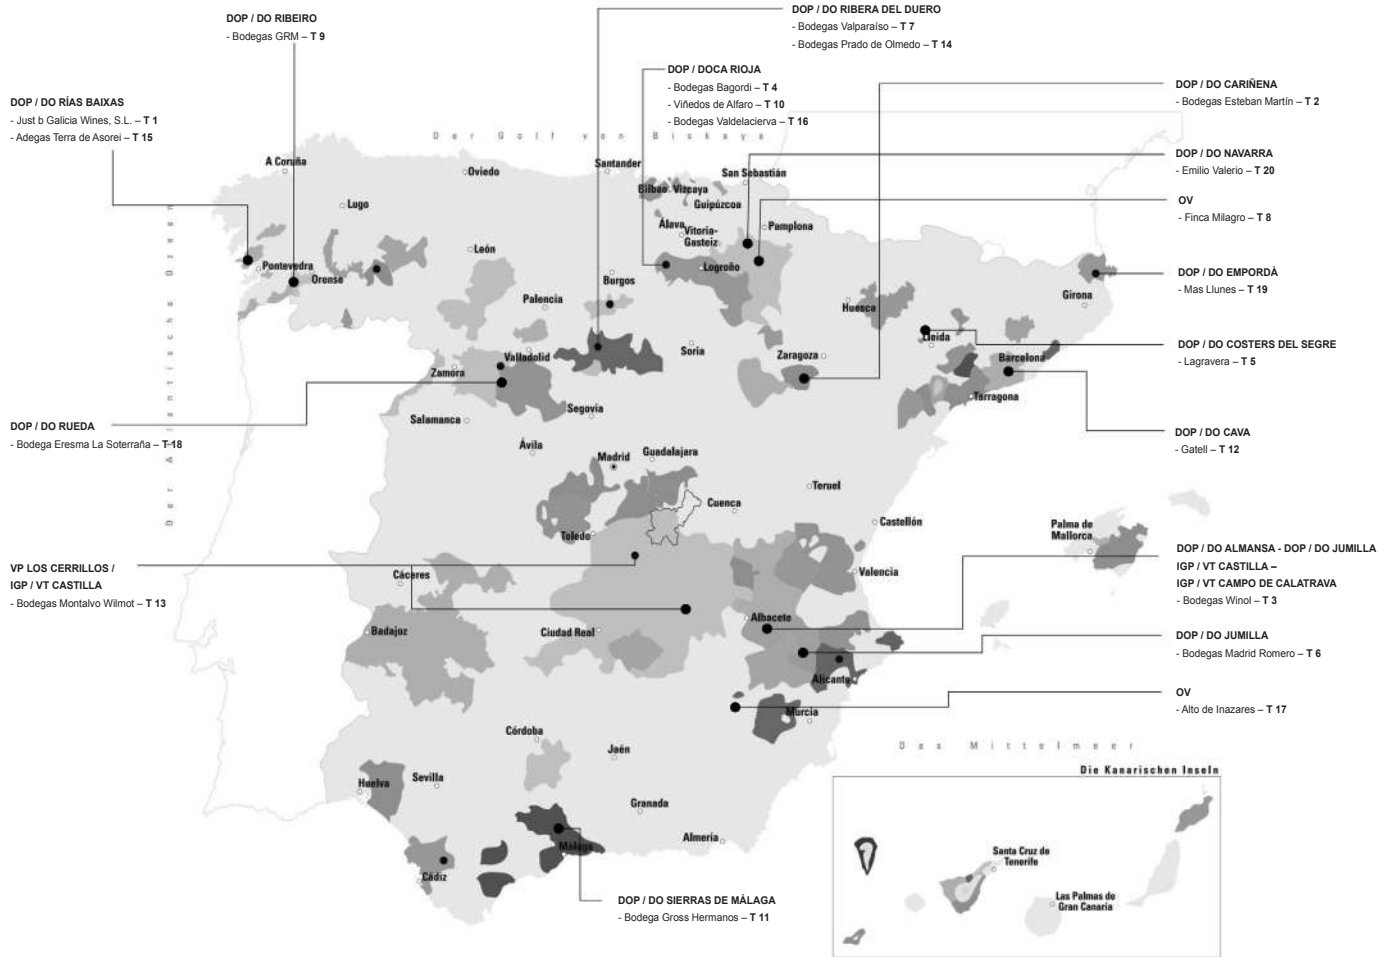 DOP / DO RIBEIRO
- Bodegas GRM – T 9
DOP / DO RIBERA DEL DUERO
- Bodegas Valparaíso – T 7
- Bodegas Prado de Olmedo – T 14
DOP / DOCA RIOJA
- Bodegas Bagordi – T 4
- Viñedos de Alfaro – T 10
- Bodegas Valdelacierva – T 16
DOP / DO CARIÑENA
- Bodegas Esteban Martín – T 2
DOP / DO RÍAS BAIXAS
- Just b Galicia Wines, S.L. – T 1
- Adegas Terra de Asorei – T 15
DOP / DO NAVARRA
- Emilio Valerio – T 20
OV
- Finca Milagro – T 8
DOP / DO EMPORDÀ
- Mas Llunes – T 19
DOP / DO COSTERS DEL SEGRE
- Lagravera – T 5
DOP / DO RUEDA
- Bodega Eresma La Soterraña – T 18
DOP / DO CAVA
- Gatell – T 12
VP LOS CERRILLOS /
IGP / VT CASTILLA
- Bodegas Montalvo Wilmot – T 13
DOP / DO ALMANSA - DOP / DO JUMILLA
IGP / VT CASTILLA –
IGP / VT CAMPO DE CALATRAVA
- Bodegas Winol – T 3
DOP / DO JUMILLA
- Bodegas Madrid Romero – T 6
OV
- Alto de Inazares – T 17
DOP / DO SIERRAS DE MÁLAGA
- Bodega Gross Hermanos – T 11
Der Golf von Biskaya
Der Atlantische Ozean
Das Mittelmeer
Die Kanarischen Inseln
A Coruña
Oviedo
Santander
San Sebastián
Bilbao
Vizcaya
Guipúzcoa
Lugo
Álava
Vitoria-
Gasteiz
Pamplona
León
Pontevedra
Orense
Logroño
Burgos
Palencia
Huesca
Girona
Valladolid
Soria
Zaragoza
Lleida
Barcelona
Zamora
Tarragona
Salamanca
Segovia
Ávila
Madrid
Guadalajara
Teruel
Cuenca
Castellón
Toledo
Palma de
Mallorca
Cáceres
Valencia
Badajoz
Ciudad Real
Albacete
Alicante
Murcia
Córdoba
Jaén
Huelva
Sevilla
Granada
Almería
Málaga
Cádiz
Santa Cruz de
Tenerife
Las Palmas de
Gran Canaria